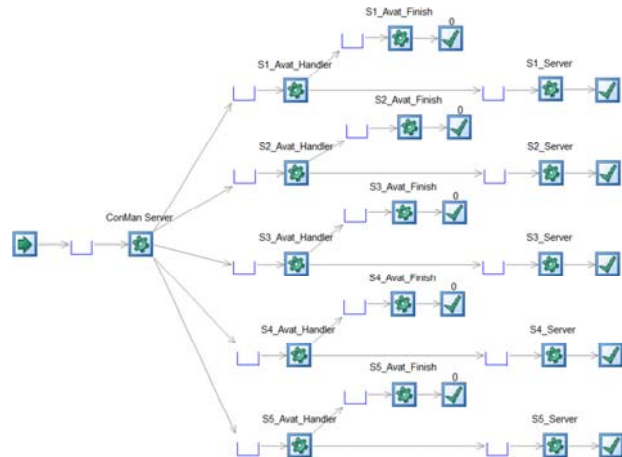 S1_Avat_Finish
0
S1_Avat_Handler
S1_Server
S2_Avat_Finish
0
S2_Avat_Handler
S2_Server
S3_Avat_Finish
0
ConMan Server
S3_Avat_Handler
S3_Server
S4_Avat_Finish
0
S4_Avat_Handler
S4_Server
S5_Avat_Finish
0
S5_Avat_Handler
S5_Server